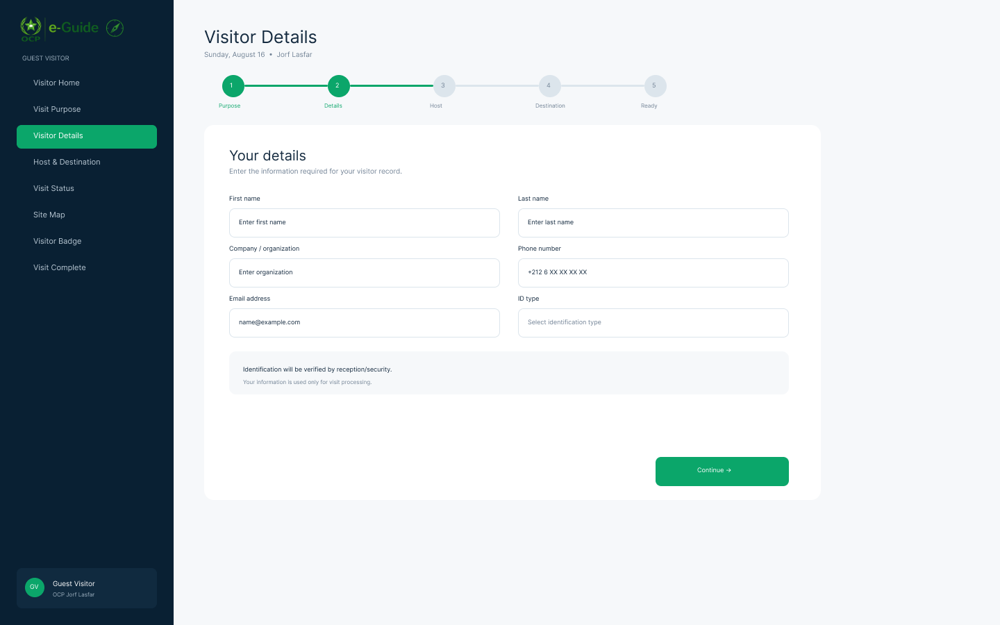 OCP
e-Guide
GUEST VISITOR
Visitor Home
Visit Purpose
Visitor Details
Host & Destination
Visit Status
Site Map
Visitor Badge
Visit Complete
GV
Guest Visitor
OCP Jorf Lasfar
Visitor Details
Sunday, August 16 • Jorf Lasfar
1 2 3 4 5
Purpose Details Host Destination Ready
Your details
Enter the information required for your visitor record.
First name Last name
Enter first name Enter last name
Company / organization Phone number
Enter organization +212 6 XX XX XX XX
Email address ID type
name@example.com Select identification type
Identification will be verified by reception/security.
Your information is used only for visit processing.
Continue →